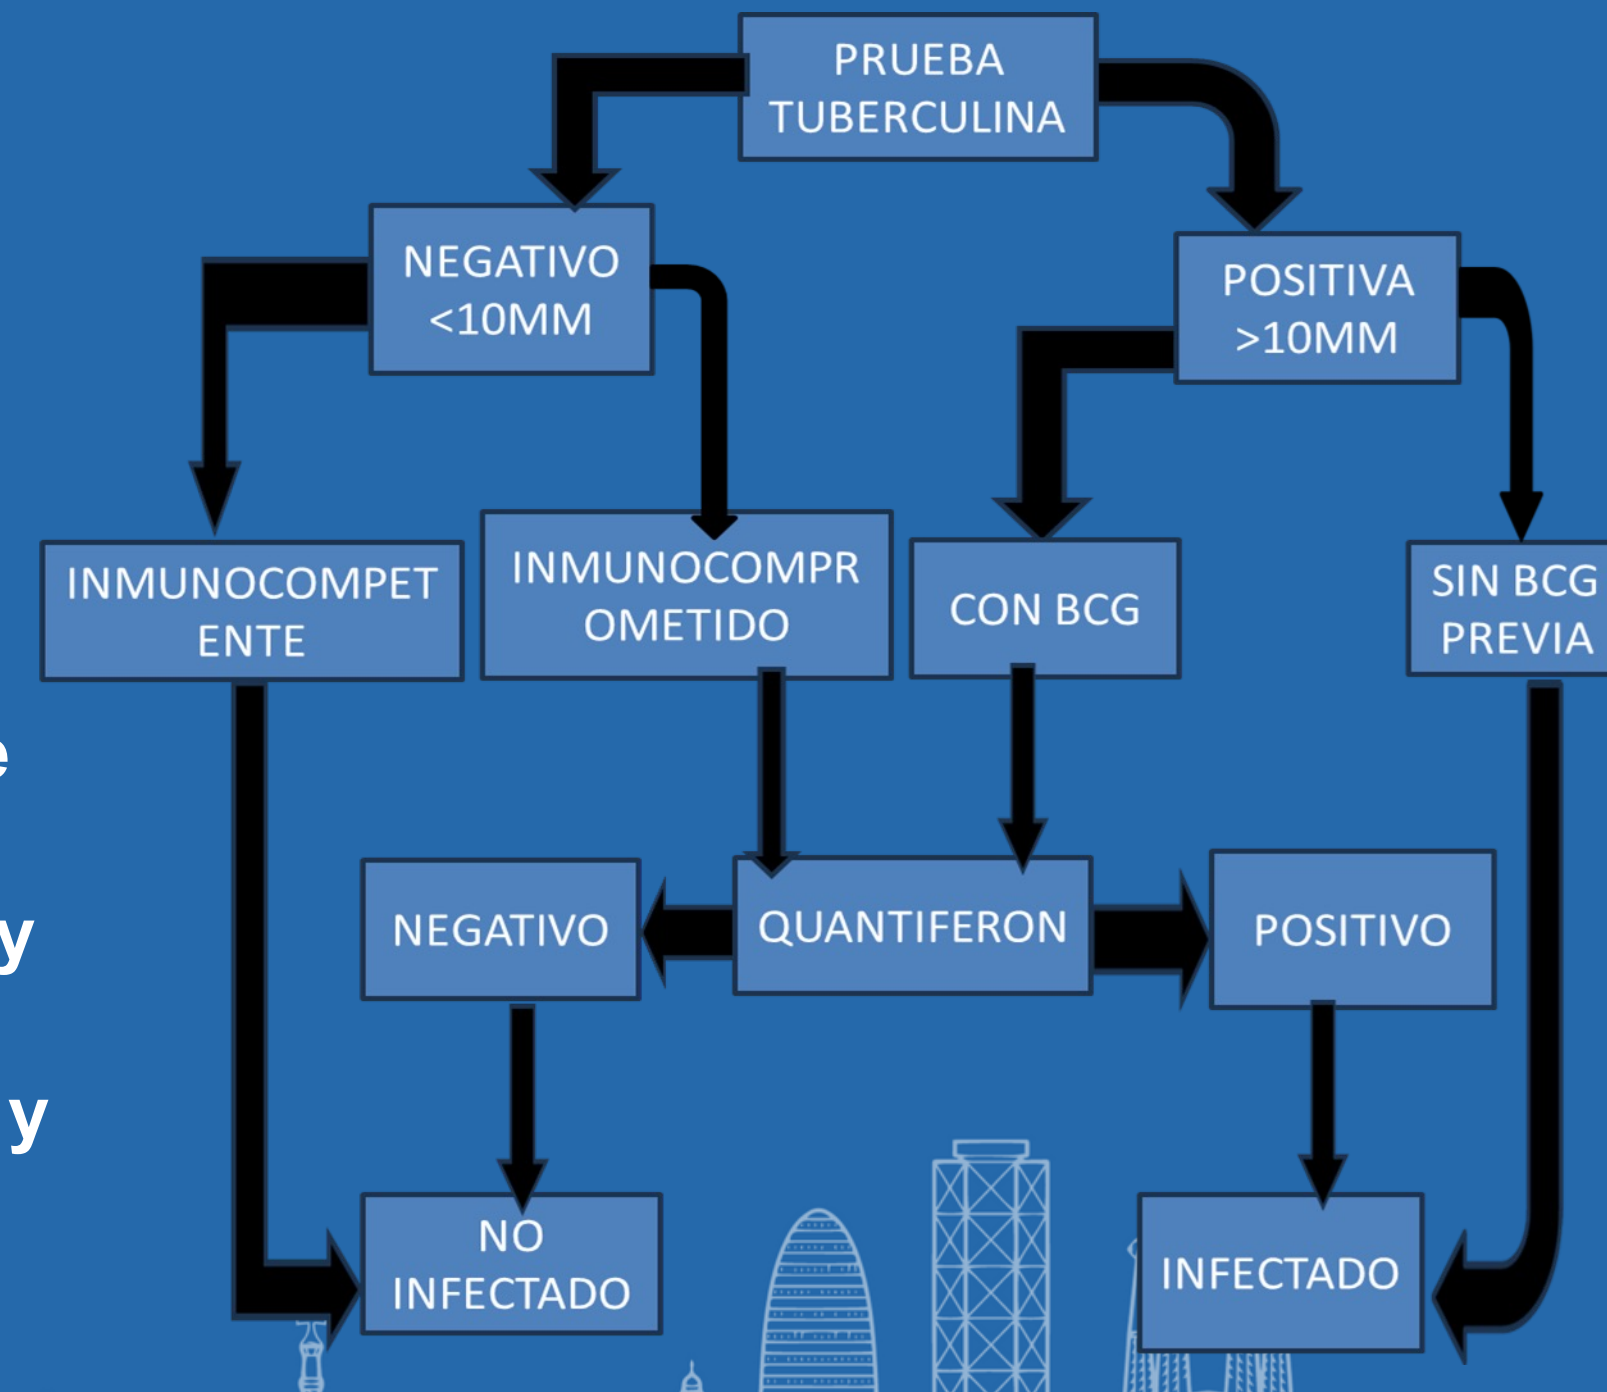 PRUEBA
TUBERCULINA
NEGATIVO
<10MM
POSITIVA
>10MM
INMUNOCOMPET
ENTE
INMUNOCOMPR
OMETIDO
CON BCG
SIN BCG
PREVIA
e
y
y
NEGATIVO
QUANTIFERON
POSITIVO
NO
INFECTADO
INFECTADO